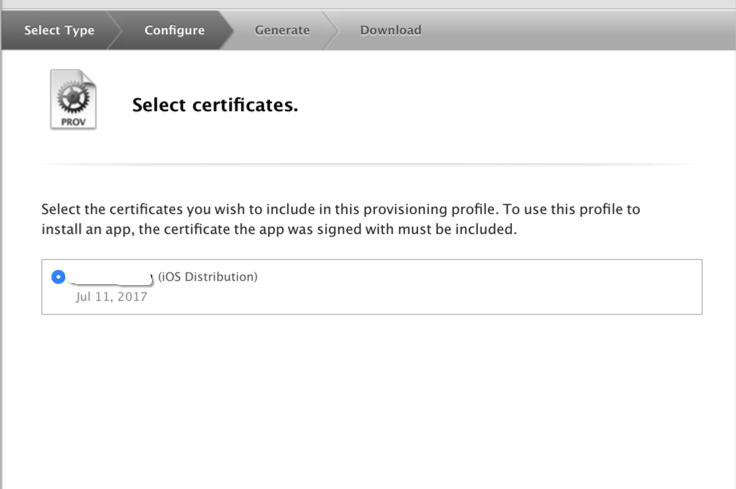 Select Type Configure Generate Download
PROV
Select certificates.
Select the certificates you wish to include in this provisioning profile. To use this profile to
install an app, the certificate the app was signed with must be included.
(iOS Distribution)
Jul 11, 2017